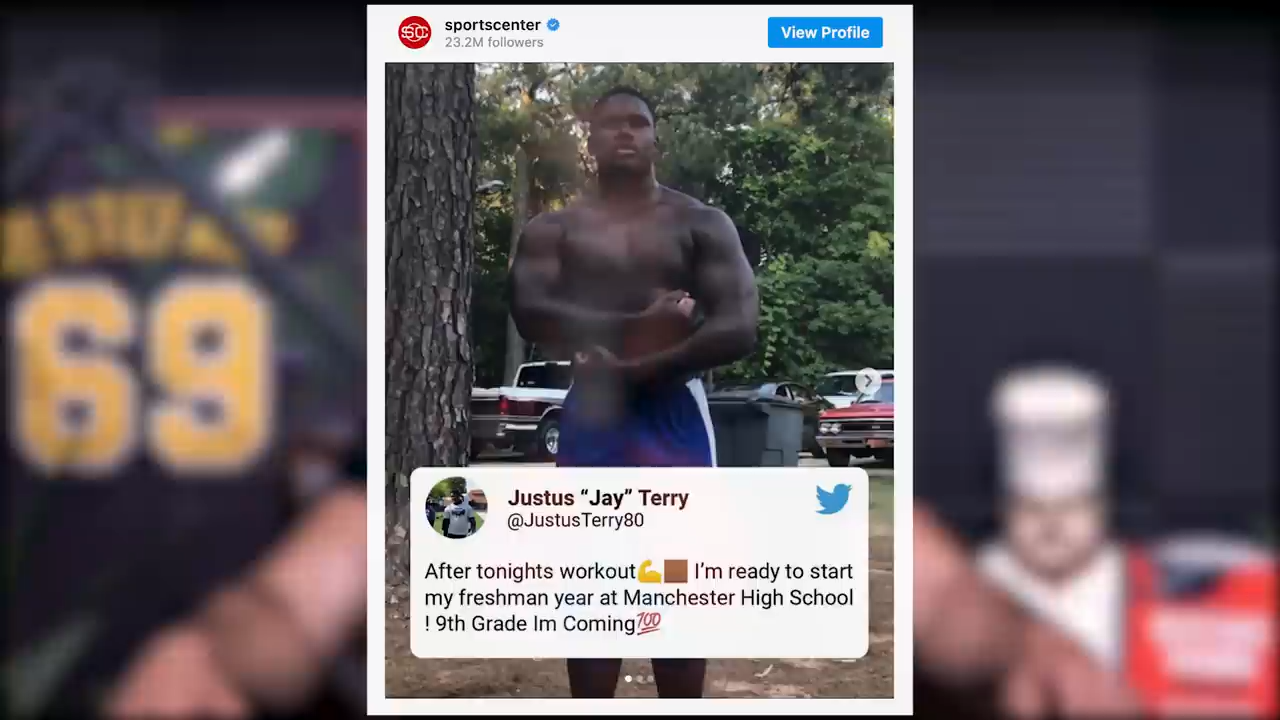 sportscenter
23.2M followers
View Profile
SC
69
Justus “Jay” Terry
@JustusTerry80
After tonights workout💪🏾 I’m ready to start
my freshman year at Manchester High School
! 9th Grade Im Coming💯